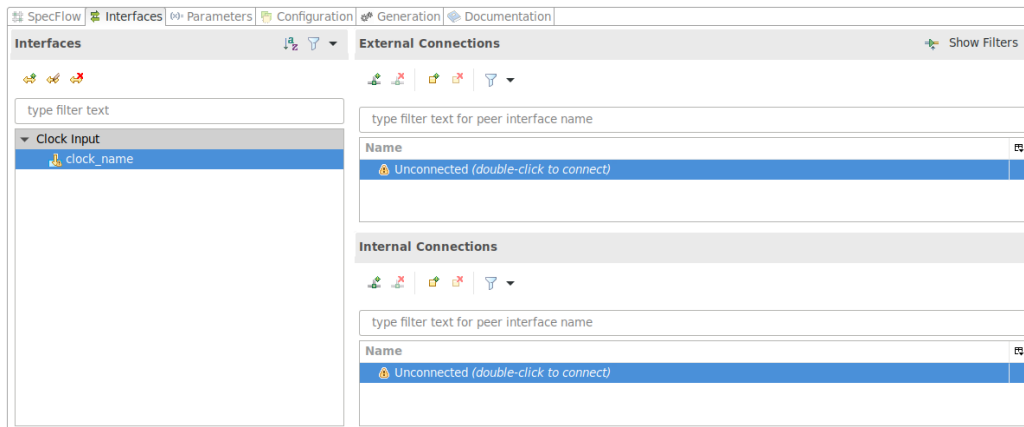 SpecFlow Interfaces (x) Parameters Configuration Generation Documentation
Interfaces
type filter text
Clock Input
clock_name
External Connections Show Filters
type filter text for peer interface name
Name
Unconnected (double-click to connect)
Internal Connections
type filter text for peer interface name
Name
Unconnected (double-click to connect)